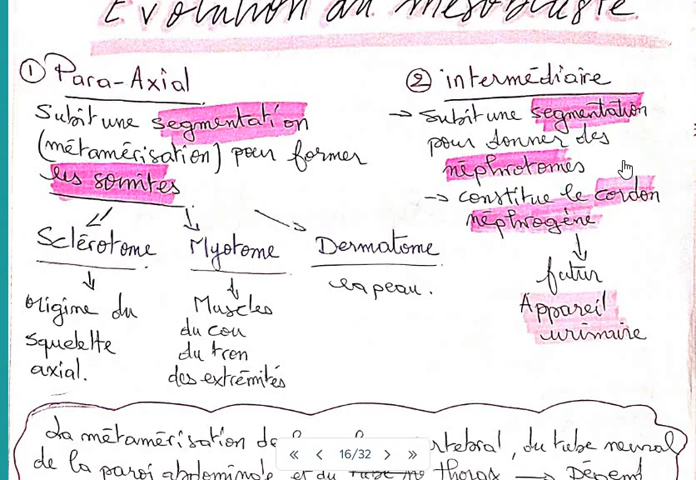 Evolution du mésoblaste.
① Para-Axial
Subit une segmentation
(métamérisation) pour former
les somites
Sclérotome
Myotome
Dermatome
origine du
squelette
axial.
Muscles
du cou
du tron
des extrémités
la peau.
② intermédiaire
→ Subit une segmentation
pour donner des
néphrotomes
→ constitue le cordon
néphrogène
futur
Appareil
urinaire
La métamérisation de vertebral, du tube neural
de la paroi abdominale et du thorax → Dépend
« < 16/32 > »